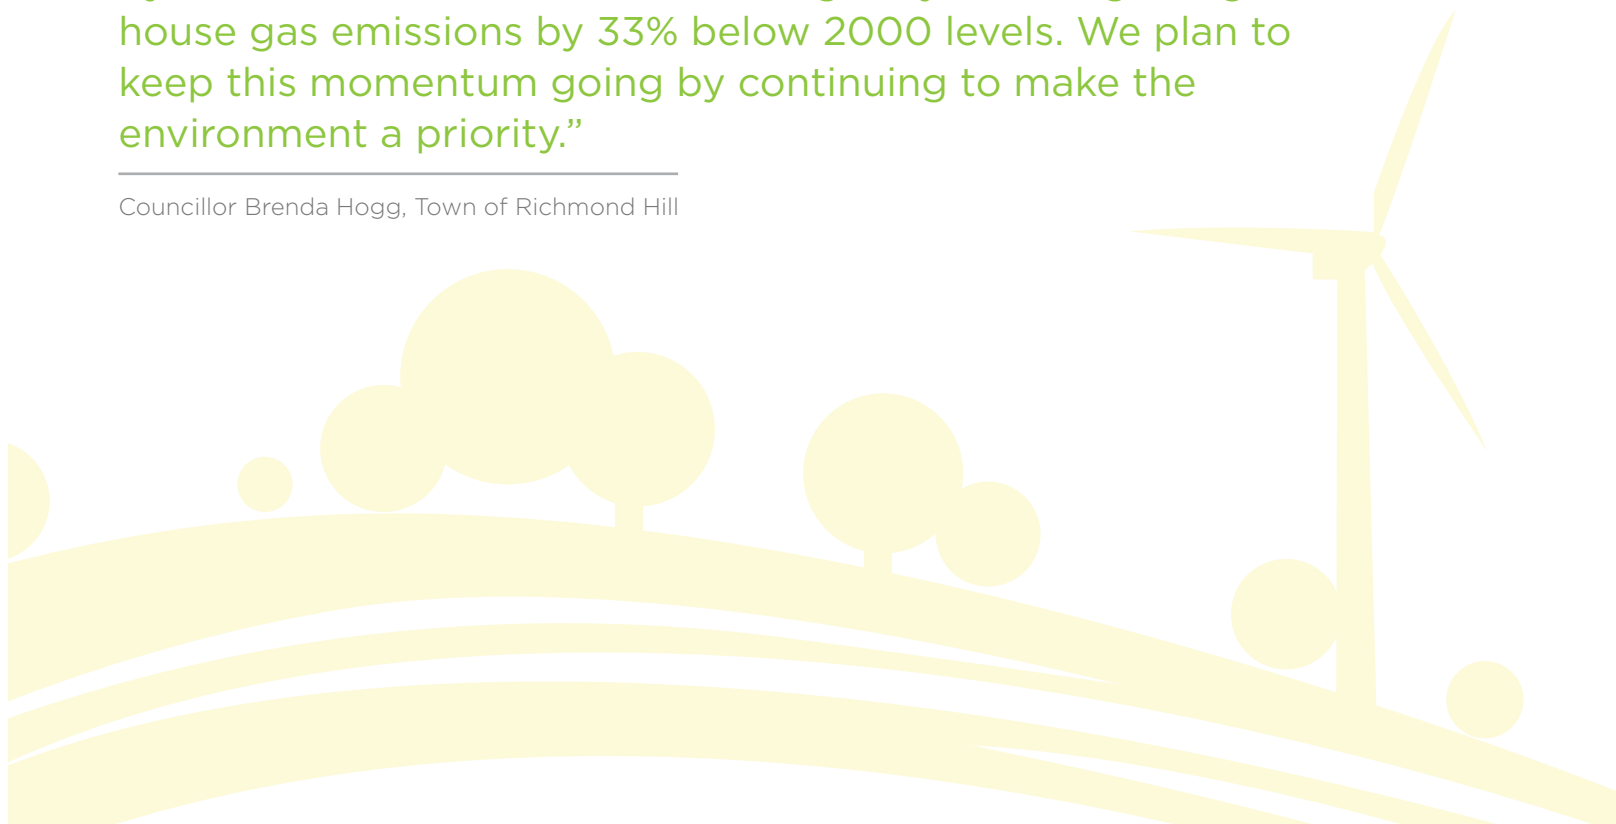 house gas emissions by 33% below 2000 levels. We plan to
keep this momentum going by continuing to make the
environment a priority.”
Councillor Brenda Hogg, Town of Richmond Hill